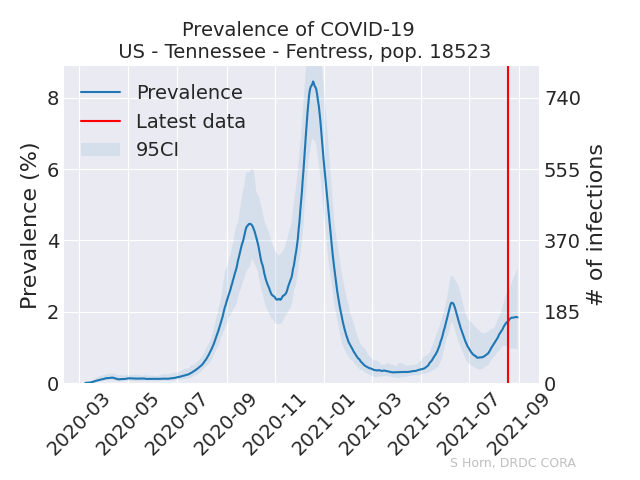 Prevalence of COVID-19
US - Tennessee - Fentress, pop. 18523
Prevalence
Latest data
95CI
Prevalence (%)
8
6
4
2
0
# of infections
740
555
370
185
0
2020-03
2020-05
2020-07
2020-09
2020-11
2021-01
2021-03
2021-05
2021-07
2021-09
S Horn, DRDC CORA